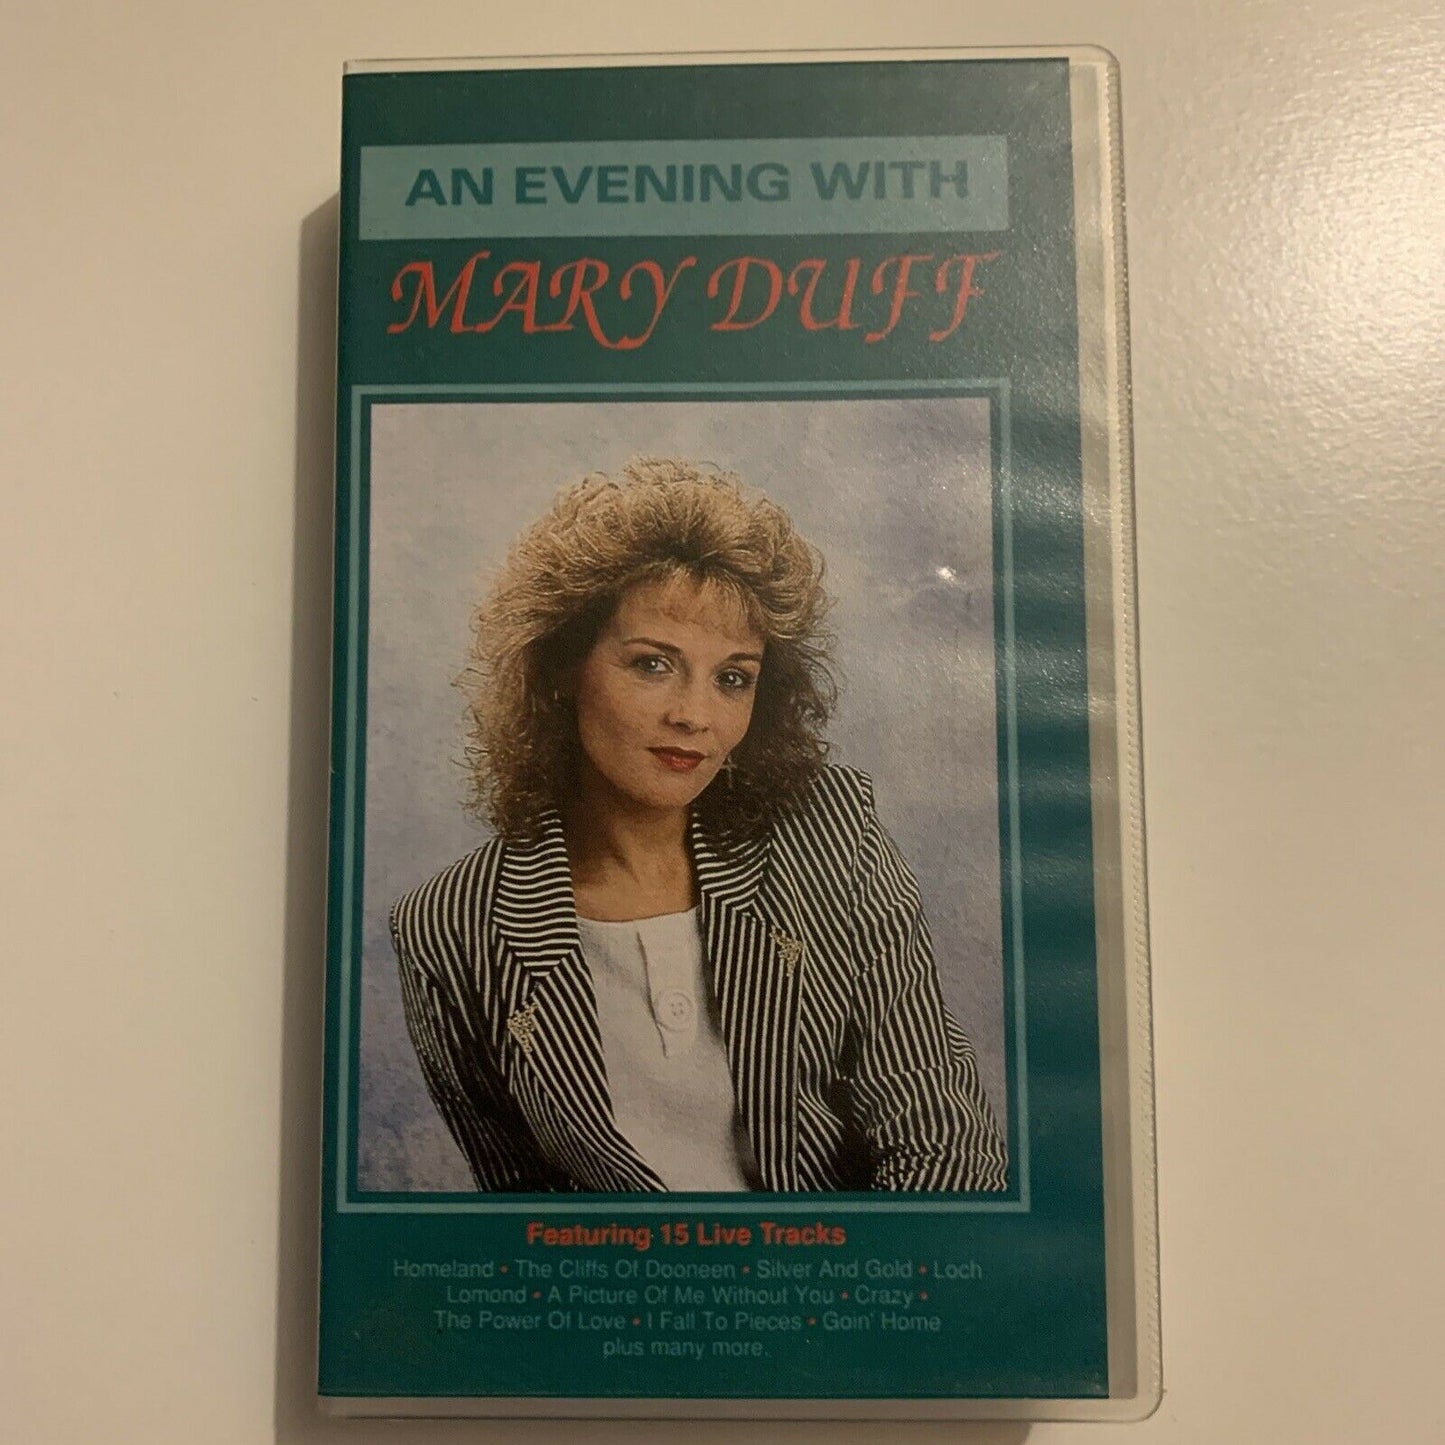 AN EVENING WITH
MARY DUFF
Featuring 15 Live Tracks
Homeland • The Cliffs Of Dooneen • Silver And Gold • Loch
Lomond • A Picture Of Me Without You • Crazy •
The Power Of Love • I Fall To Pieces • Goin' Home
plus many more.